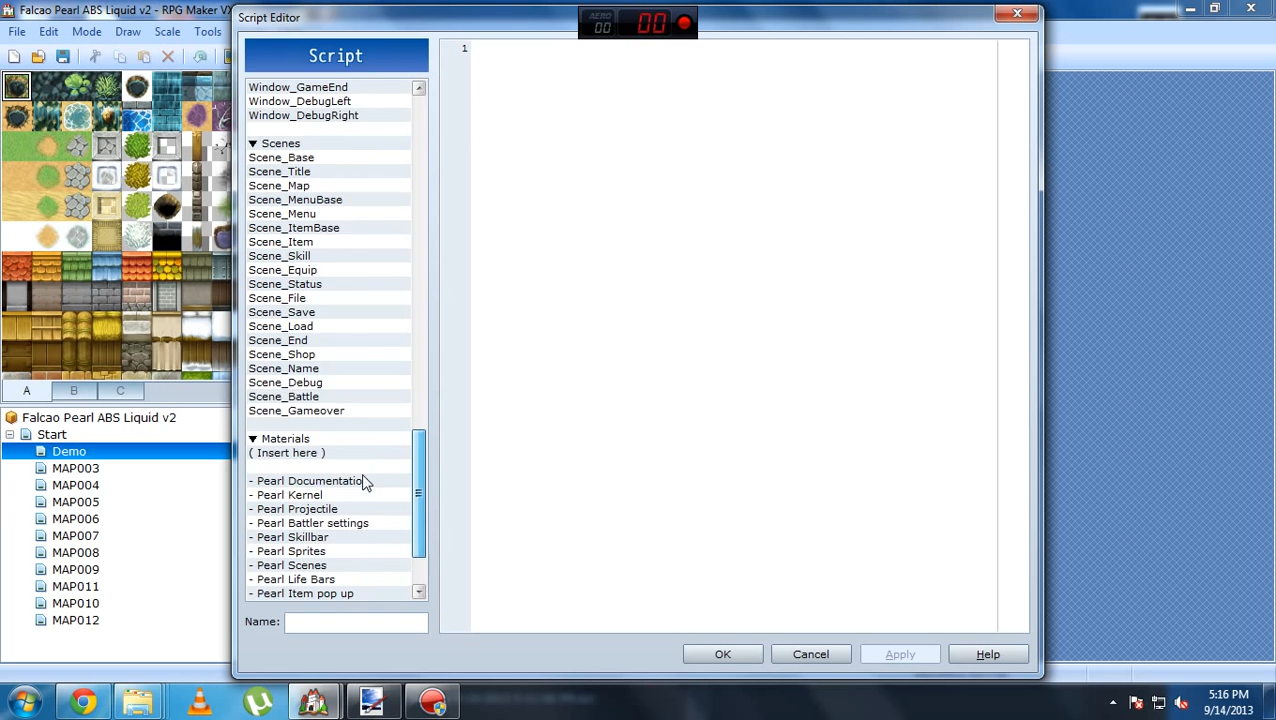 Falcao Pearl ABS Liquid v2 - RPG Maker V
Script Editor
AERO
00
00
File Edit Mode Draw Scale Tools
Script
1
Window_GameEnd
Window_DebugLeft
Window_DebugRight
▼ Scenes
Scene_Base
Scene_Title
Scene_Map
Scene_MenuBase
Scene_Menu
Scene_ItemBase
Scene_Item
Scene_Skill
Scene_Equip
Scene_Status
Scene_File
Scene_Save
Scene_Load
Scene_End
Scene_Shop
Scene_Name
Scene_Debug
Scene_Battle
Scene_Gameover
▼ Materials
( Insert here )
- Pearl Documentatio
- Pearl Kernel
- Pearl Projectile
- Pearl Battler settings
- Pearl Skillbar
- Pearl Sprites
- Pearl Scenes
- Pearl Life Bars
- Pearl Item pop up
Name:
A B C
Falcao Pearl ABS Liquid v2
Start
Demo
MAP003
MAP004
MAP005
MAP006
MAP007
MAP008
MAP009
MAP011
MAP010
MAP012
OK Cancel Apply Help
5:16 PM
9/14/2013